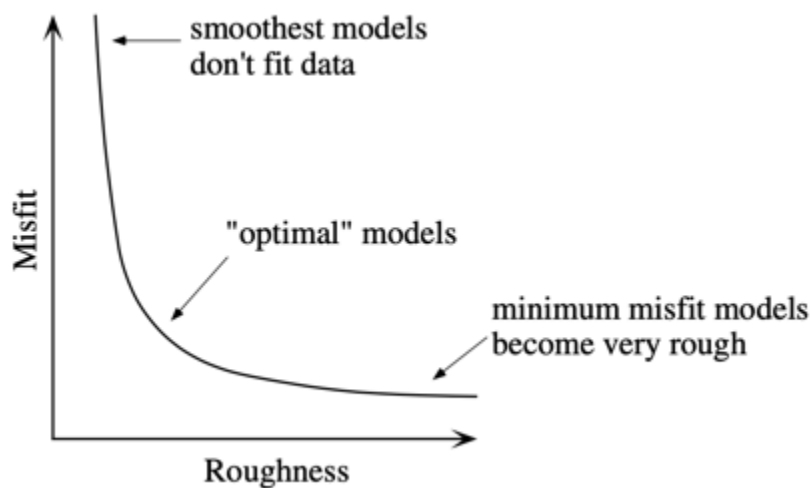 smoothest models
don't fit data
Misfit
"optimal" models
minimum misfit models
become very rough
Roughness